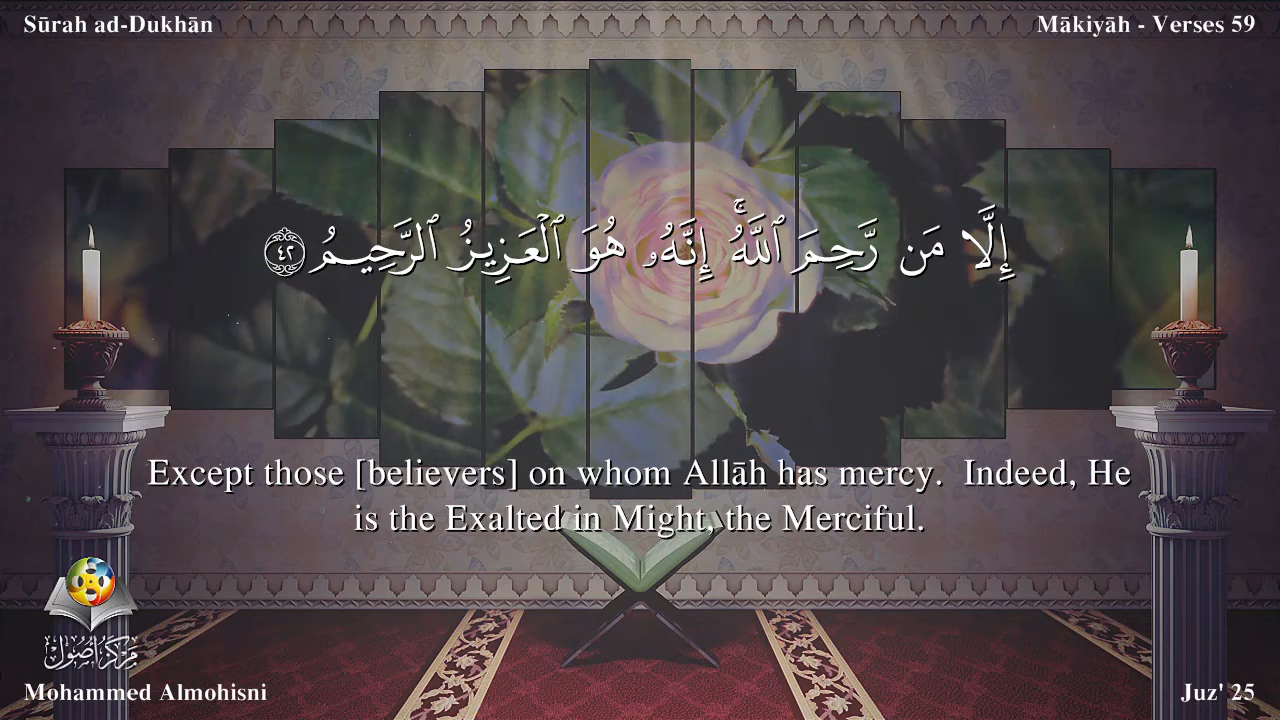 Sūrah ad-Dukhān
Mākiyāh - Verses 59
إِلَّا مَن رَّحِمَ ٱللَّهُۚ إِنَّهُۥ هُوَ ٱلْعَزِيزُ ٱلرَّحِيمُ ٤٢
Except those [believers] on whom Allāh has mercy. Indeed, He
is the Exalted in Might, the Merciful.
مركز أصول
Mohammed Almohisni
Juz' 25